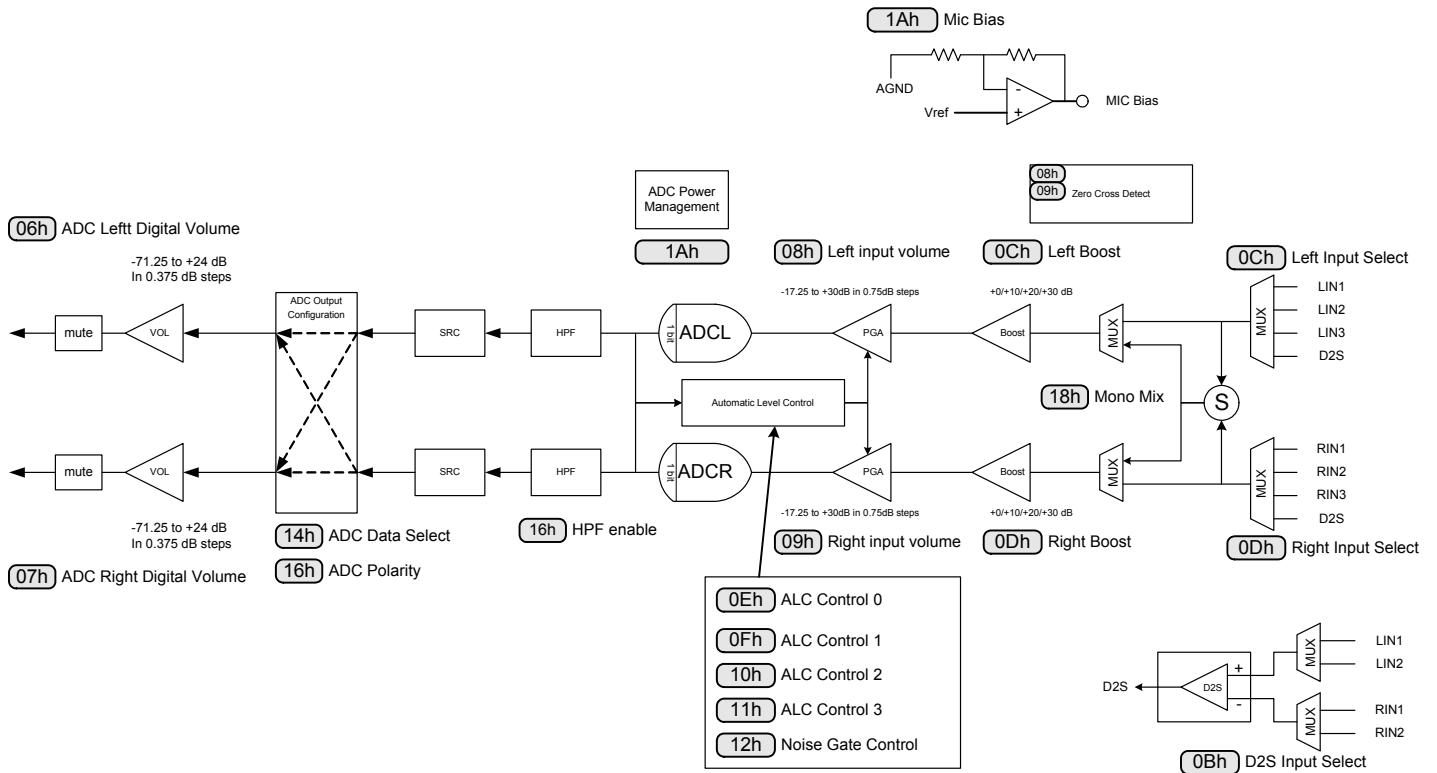 1Ah Mic Bias
AGND
-
Vref
+
MIC Bias
ADC Power
Management
1Ah
08h
09h
Zero Cross Detect
06h ADC Leftt Digital Volume
-71.25 to +24 dB
In 0.375 dB steps
08h Left input volume
-17.25 to +30dB in 0.75dB steps
0Ch Left Boost
+0/+10/+20/+30 dB
0Ch Left Input Select
mute
VOL
ADC Output
Configuration
SRC
HPF
1 bit
ADCL
PGA
Boost
MUX
MUX
LIN1
LIN2
LIN3
D2S
Automatic Level Control
18h Mono Mix
S
mute
VOL
SRC
HPF
1 bit
ADCR
PGA
Boost
MUX
MUX
RIN1
RIN2
RIN3
D2S
-71.25 to +24 dB
In 0.375 dB steps
07h ADC Right Digital Volume
14h ADC Data Select
16h ADC Polarity
16h HPF enable
-17.25 to +30dB in 0.75dB steps
09h Right input volume
+0/+10/+20/+30 dB
0Dh Right Boost
0Dh Right Input Select
0Eh ALC Control 0
0Fh ALC Control 1
10h ALC Control 2
11h ALC Control 3
12h Noise Gate Control
D2S
D2S
+
-
MUX
LIN1
LIN2
MUX
RIN1
RIN2
0Bh D2S Input Select